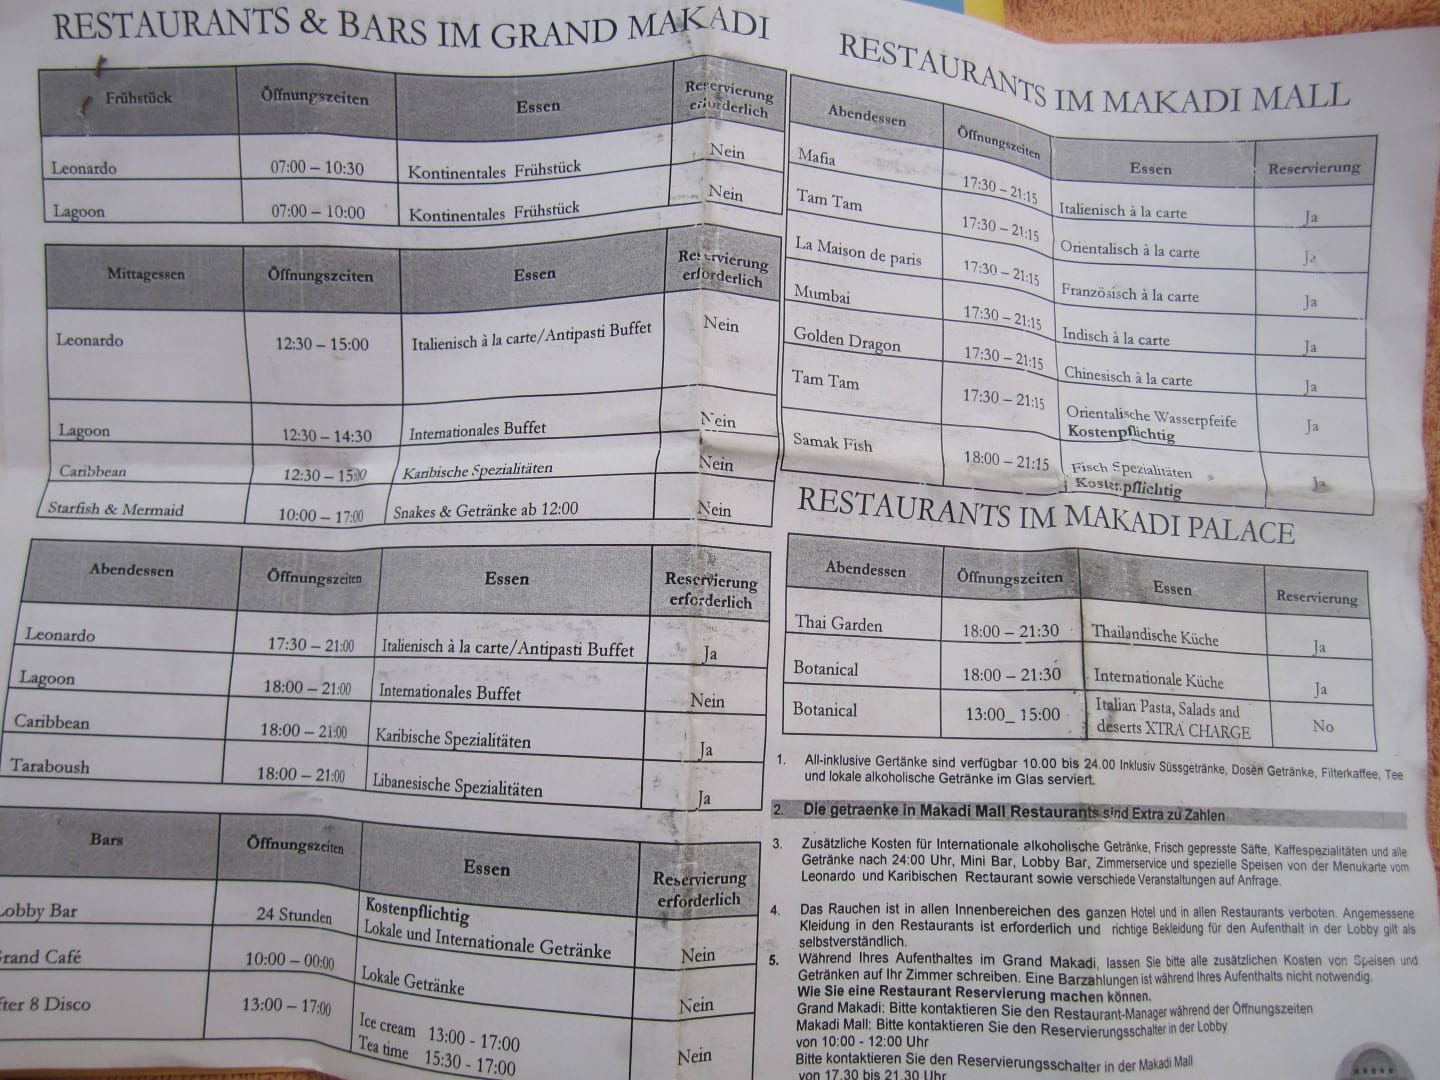 RESTAURANTS & BARS IM GRAND MAKADI
Frühstück Öffnungszeiten Essen Reservierung erforderlich
Leonardo 07:00 – 10:30 Kontinentales Frühstück Nein
Lagoon 07:00 – 10:00 Kontinentales Frühstück Nein
Mittagessen Öffnungszeiten Essen Reservierung erforderlich
Leonardo 12:30 – 15:00 Italienisch à la carte/Antipasti Buffet Nein
Lagoon 12:30 – 14:30 Internationales Buffet Nein
Caribbean 12:30 – 15:00 Karibische Spezialitäten Nein
Starfish & Mermaid 10:00 – 17:00 Snakes & Getränke ab 12:00 Nein
Abendessen Öffnungszeiten Essen Reservierung erforderlich
Leonardo 17:30 – 21:00 Italienisch à la carte/Antipasti Buffet Ja
Lagoon 18:00 – 21:00 Internationales Buffet Nein
Caribbean 18:00 – 21:00 Karibische Spezialitäten Ja
Taraboush 18:00 – 21:00 Libanesische Spezialitäten Ja
Bars Öffnungszeiten Essen Reservierung erforderlich
Lobby Bar 24 Stunden Kostenpflichtig
Lokale und Internationale Getränke Nein
Grand Café 10:00 – 00:00 Lokale Getränke Nein
fter 8 Disco 13:00 – 17:00 Ice cream 13:00 - 17:00
Tea time 15:30 - 17:00 Nein
RESTAURANTS IM MAKADI MALL
Abendessen Öffnungszeiten Essen Reservierung
Mafia 17:30 – 21:15 Italienisch à la carte Ja
Tam Tam 17:30 – 21:15 Orientalisch à la carte Ja
La Maison de paris 17:30 – 21:15 Französisch à la carte Ja
Mumbai 17:30 – 21:15 Indisch à la carte Ja
Golden Dragon 17:30 – 21:15 Chinesisch à la carte Ja
Tam Tam 17:30 – 21:15 Orientalische Wasserpfeife
Kostenpflichtig Ja
Samak Fish 18:00 – 21:15 Fisch Spezialitäten
Kostenpflichtig Ja
RESTAURANTS IM MAKADI PALACE
Abendessen Öffnungszeiten Essen Reservierung
Thai Garden 18:00 – 21:30 Thailandische Küche Ja
Botanical 18:00 – 21:30 Internationale Küche Ja
Botanical 13:00_ 15:00 Italian Pasta, Salads and
deserts XTRA CHARGE No
1. All-inklusive Gertänke sind verfügbar 10.00 bis 24.00 Inklusiv Süssgetränke, Dosen Getränke, Filterkaffee, Tee
und lokale alkoholische Getränke im Glas serviert.
2. Die getraenke in Makadi Mall Restaurants sind Extra zu Zahlen
3. Zusätzliche Kosten für Internationale alkoholische Getränke, Frisch gepresste Säfte, Kaffespezialitäten und alle
Getränke nach 24:00 Uhr, Mini Bar, Lobby Bar, Zimmerservice und spezielle Speisen von der Menukarte vom
Leonardo und Karibischen Restaurant sowie verschiede Veranstaltungen auf Anfrage.
4. Das Rauchen ist in allen Innenbereichen des ganzen Hotel und in allen Restaurants verboten. Angemessene
Kleidung in den Restaurants ist erforderlich und richtige Bekleidung für den Aufenthalt in der Lobby gilt als
selbstverständlich.
5. Während Ihres Aufenthaltes im Grand Makadi, lassen Sie bitte alle zusätzlichen Kosten von Speisen und
Getränken auf Ihr Zimmer schreiben. Eine Barzahlungen ist während Ihres Aufenthalts nicht notwendig.
Wie Sie eine Restaurant Reservierung machen können.
Grand Makadi: Bitte kontaktieren Sie den Restaurant-Manager während der Öffnungszeiten
Makadi Mall: Bitte kontaktieren Sie den Reservierungsschalter in der Lobby
von 10:00 - 12:00 Uhr
Bitte kontaktieren Sie den Reservierungsschalter in der Makadi Mall
von 17.30 bis 21.30 Uhr